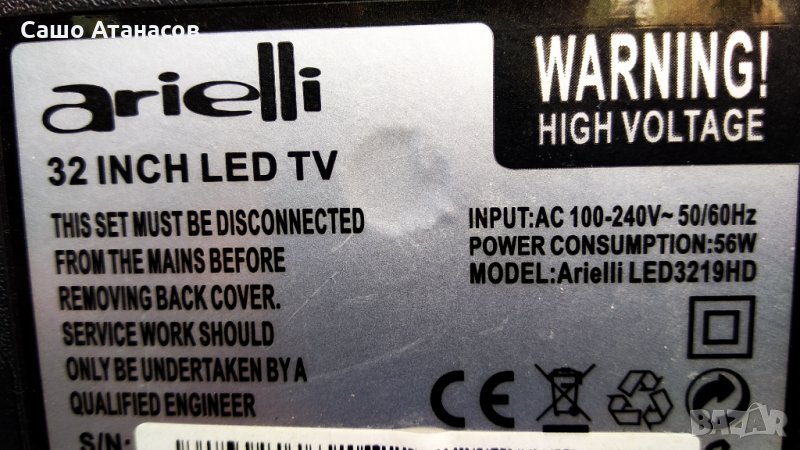 Сашо Атанасов
arielli
32 INCH LED TV
WARNING!
HIGH VOLTAGE
THIS SET MUST BE DISCONNECTED
FROM THE MAINS BEFORE
REMOVING BACK COVER.
SERVICE WORK SHOULD
ONLY BE UNDERTAKEN BY A
QUALIFIED ENGINEER
S/N:
INPUT:AC 100-240V~ 50/60Hz
POWER CONSUMPTION:56W
MODEL:Arielli LED3219HD
CE
BAZAR